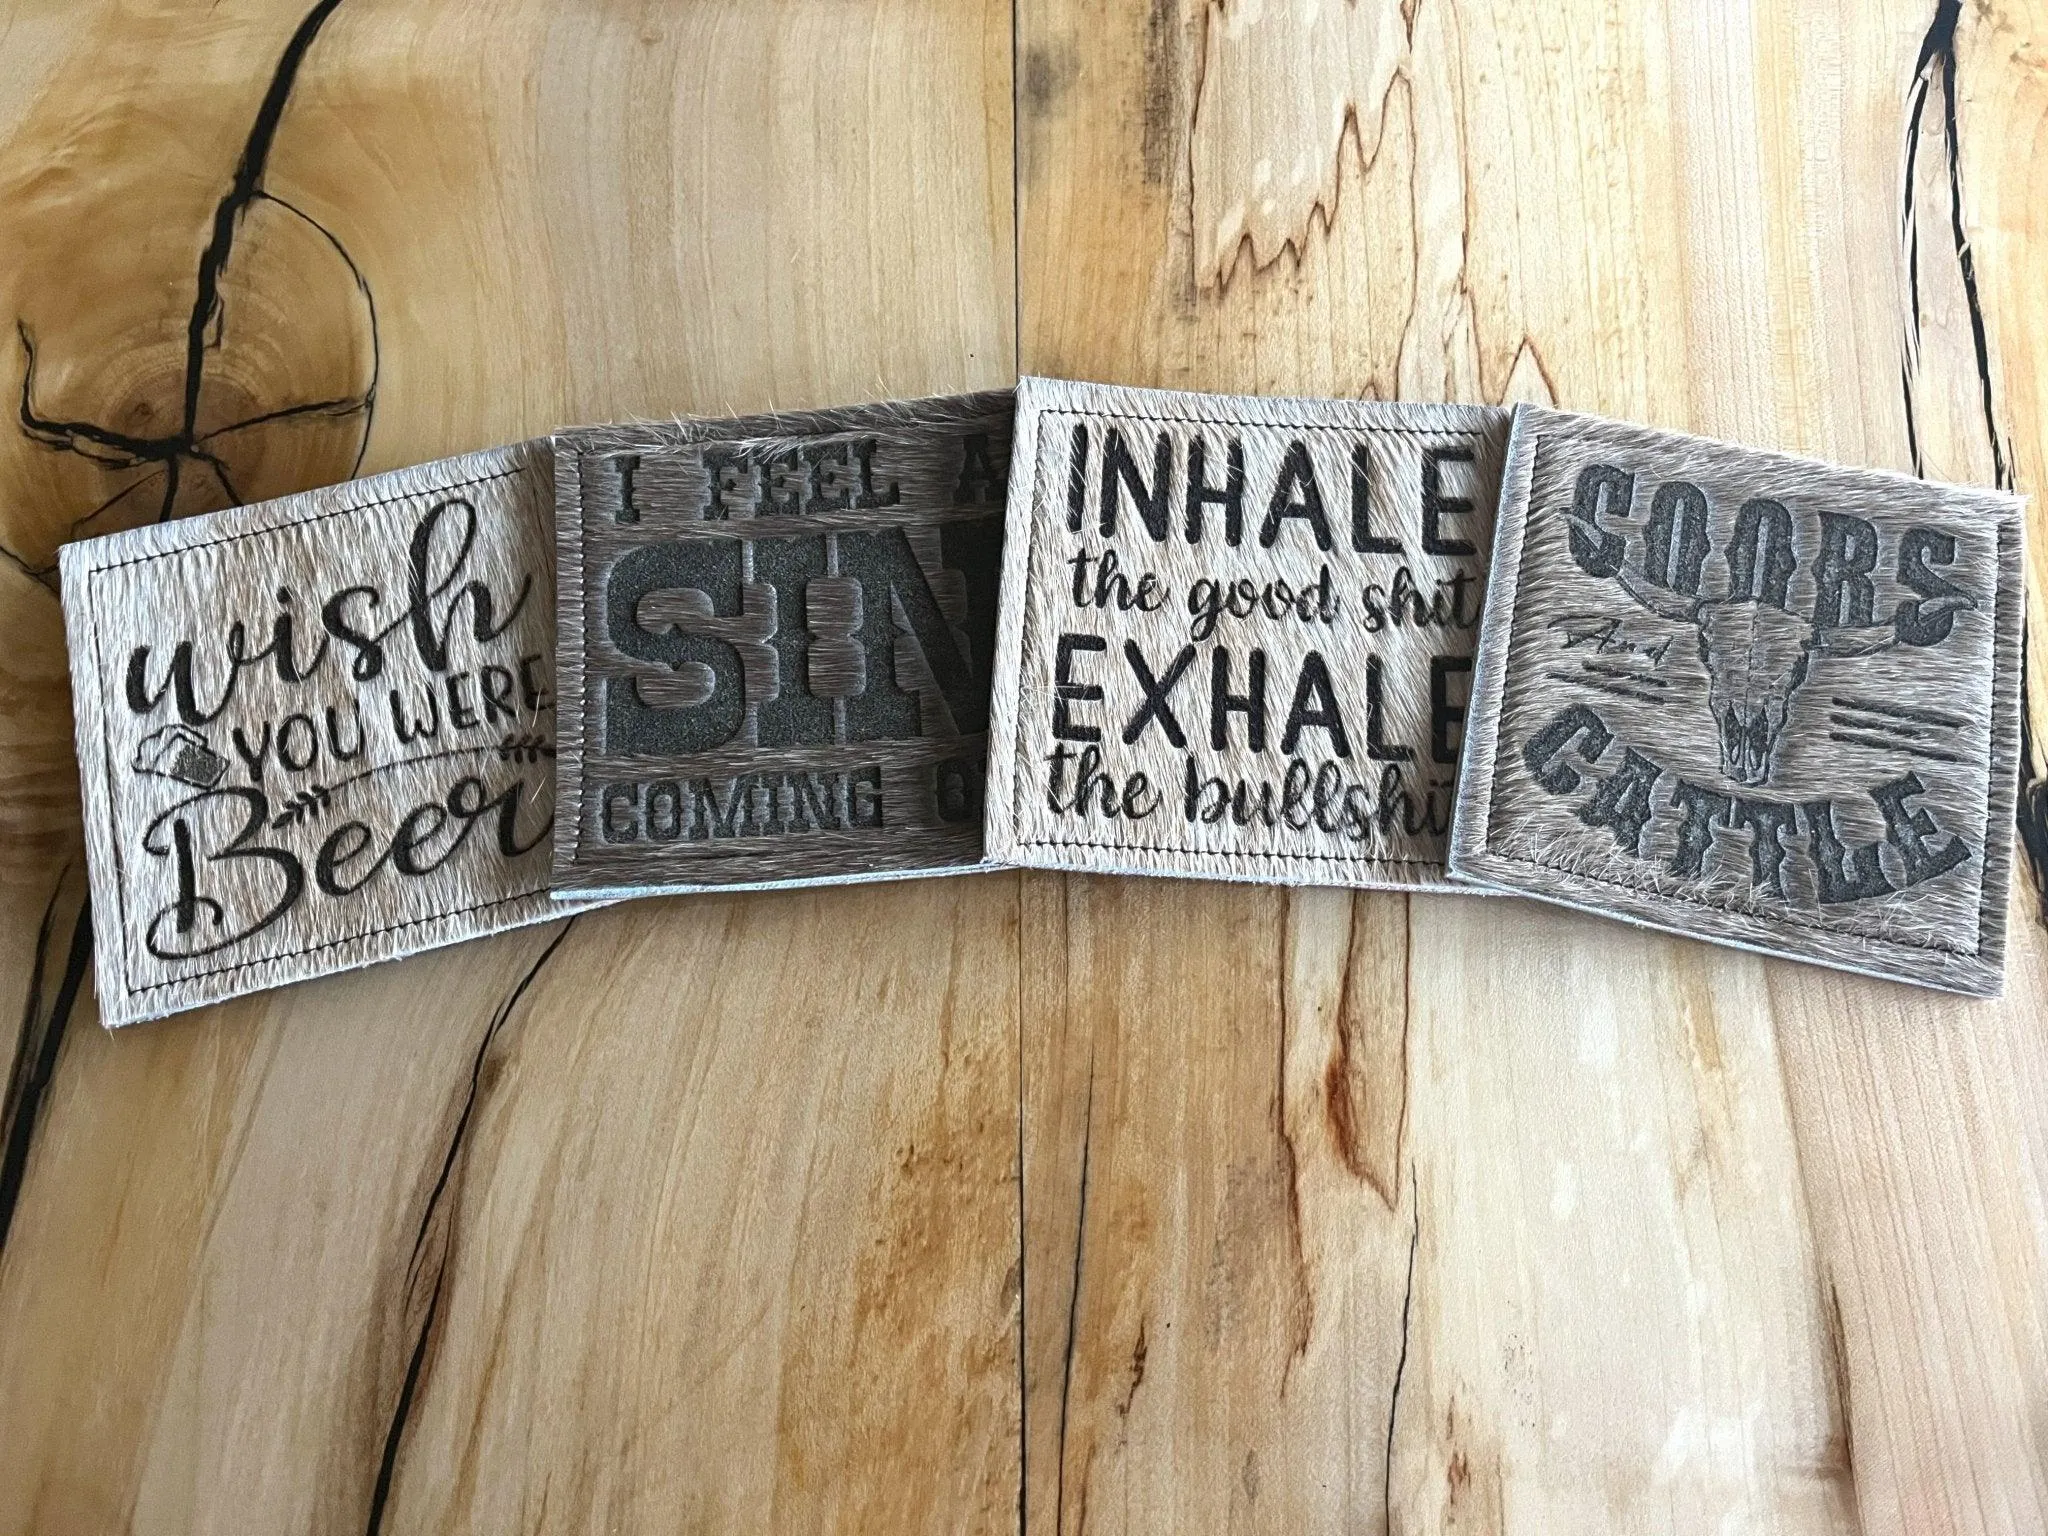 wish
YOU WERE
Beer
I FEEL A
SIN
COMING O
INHALE
the good shit
EXHALE
the bullshi
COORS
And
CATTLE